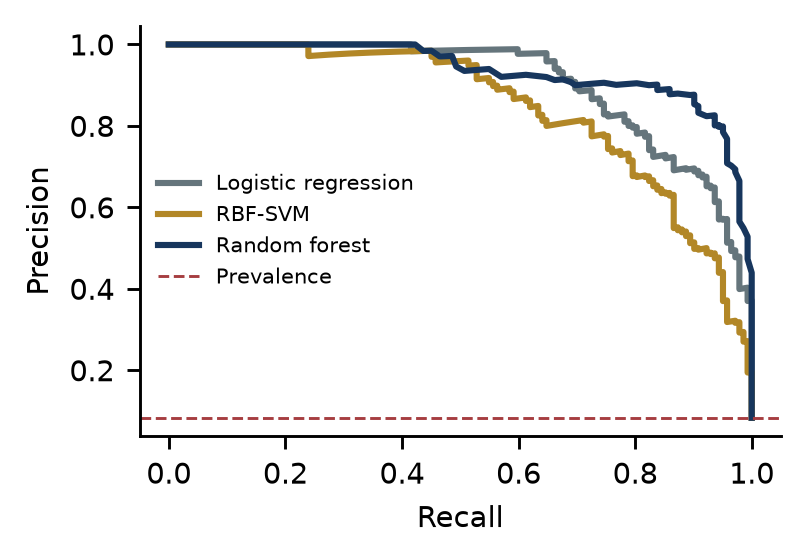 1.0
0.8
0.6
0.4
0.2
Precision
Logistic regression
RBF-SVM
Random forest
Prevalence
0.0 0.2 0.4 0.6 0.8 1.0
Recall